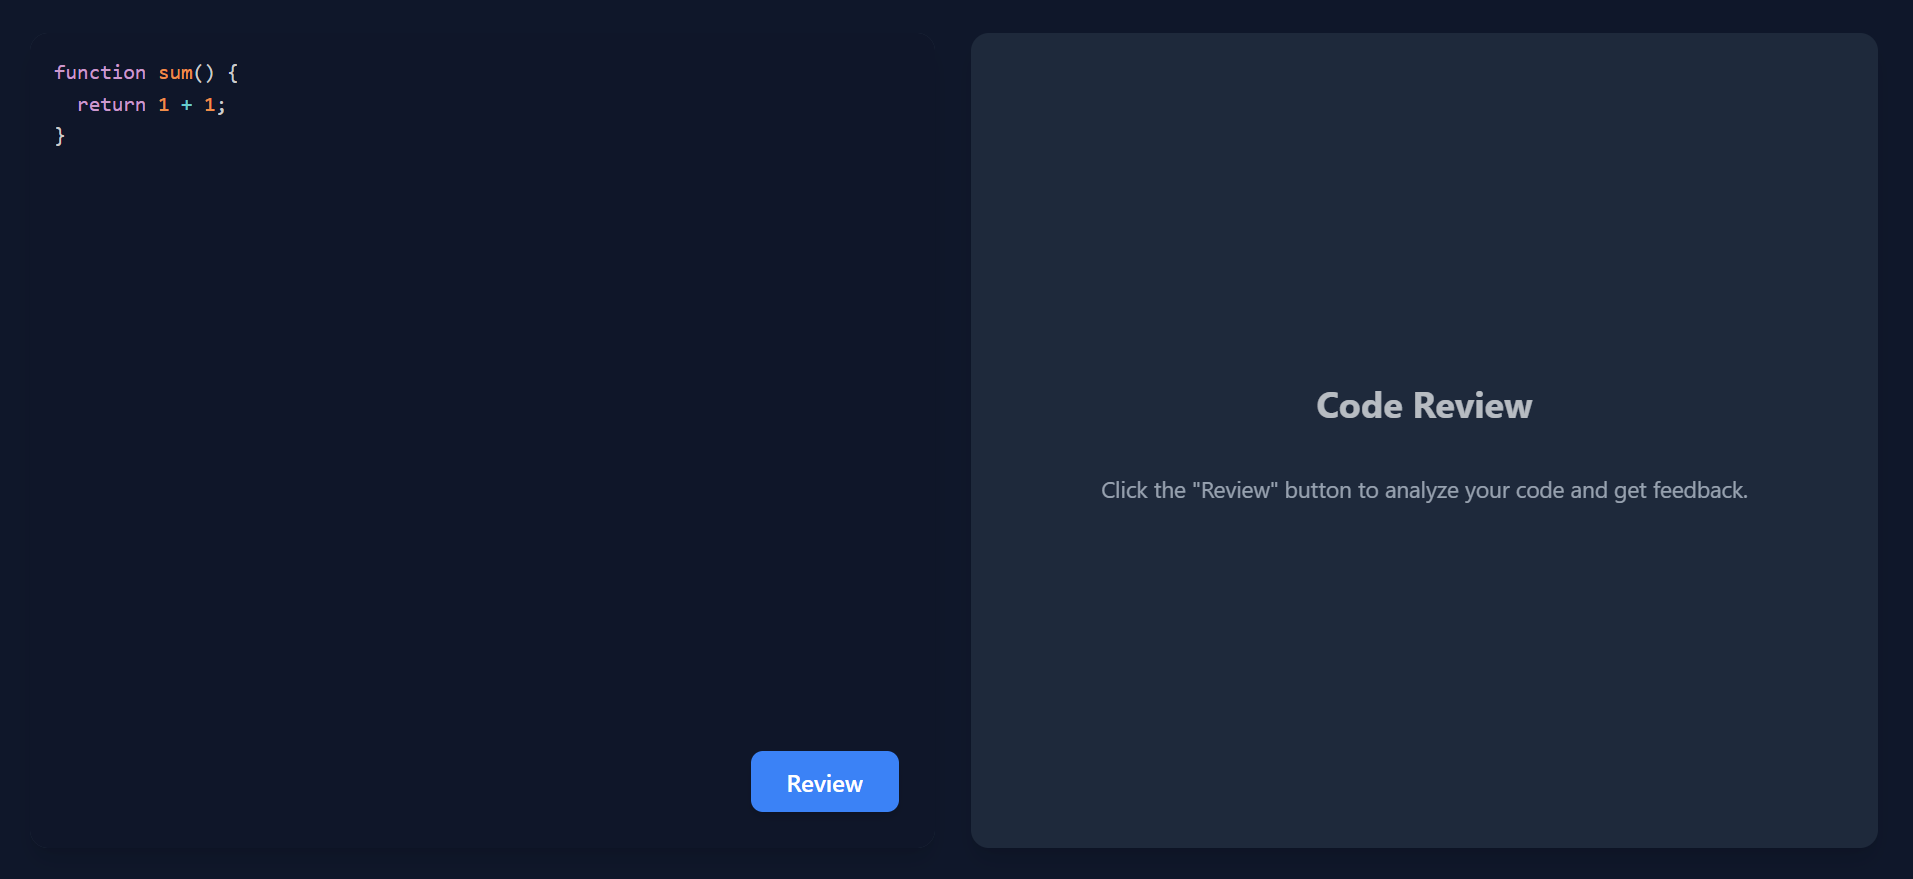 function sum() {
  return 1 + 1;
}
Review
Code Review
Click the "Review" button to analyze your code and get feedback.